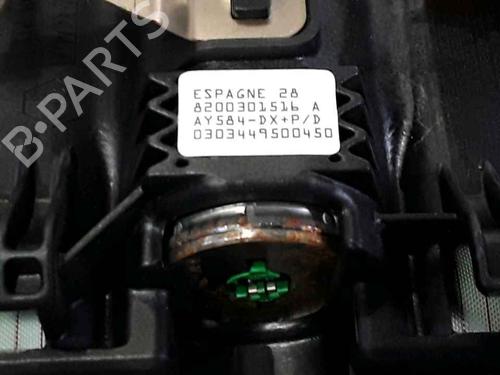 B-PARTS
ESPAGNE 28
8200301516 A
AY584-DX+P/D
0303449500450